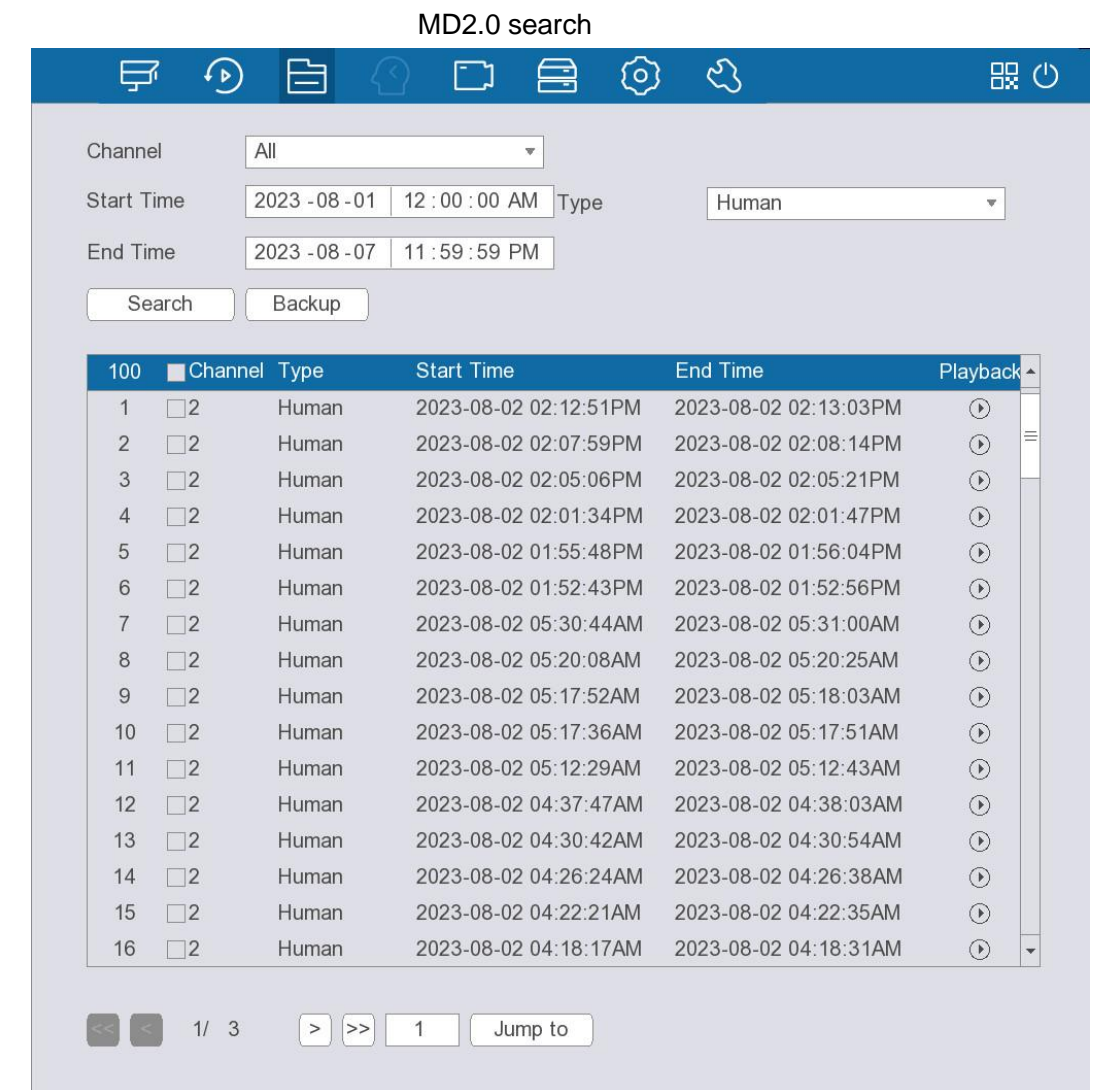 MD2.0 search
Channel All
Start Time 2023 -08 -01 12 : 00 : 00 AM Type Human
End Time 2023 -08 -07 11 : 59 : 59 PM
Search Backup
100 Channel Type Start Time End Time Playback
1 2 Human 2023-08-02 02:12:51PM 2023-08-02 02:13:03PM
2 2 Human 2023-08-02 02:07:59PM 2023-08-02 02:08:14PM
3 2 Human 2023-08-02 02:05:06PM 2023-08-02 02:05:21PM
4 2 Human 2023-08-02 02:01:34PM 2023-08-02 02:01:47PM
5 2 Human 2023-08-02 01:55:48PM 2023-08-02 01:56:04PM
6 2 Human 2023-08-02 01:52:43PM 2023-08-02 01:52:56PM
7 2 Human 2023-08-02 05:30:44AM 2023-08-02 05:31:00AM
8 2 Human 2023-08-02 05:20:08AM 2023-08-02 05:20:25AM
9 2 Human 2023-08-02 05:17:52AM 2023-08-02 05:18:03AM
10 2 Human 2023-08-02 05:17:36AM 2023-08-02 05:17:51AM
11 2 Human 2023-08-02 05:12:29AM 2023-08-02 05:12:43AM
12 2 Human 2023-08-02 04:37:47AM 2023-08-02 04:38:03AM
13 2 Human 2023-08-02 04:30:42AM 2023-08-02 04:30:54AM
14 2 Human 2023-08-02 04:26:24AM 2023-08-02 04:26:38AM
15 2 Human 2023-08-02 04:22:21AM 2023-08-02 04:22:35AM
16 2 Human 2023-08-02 04:18:17AM 2023-08-02 04:18:31AM
<< < 1/ 3 > >> 1 Jump to